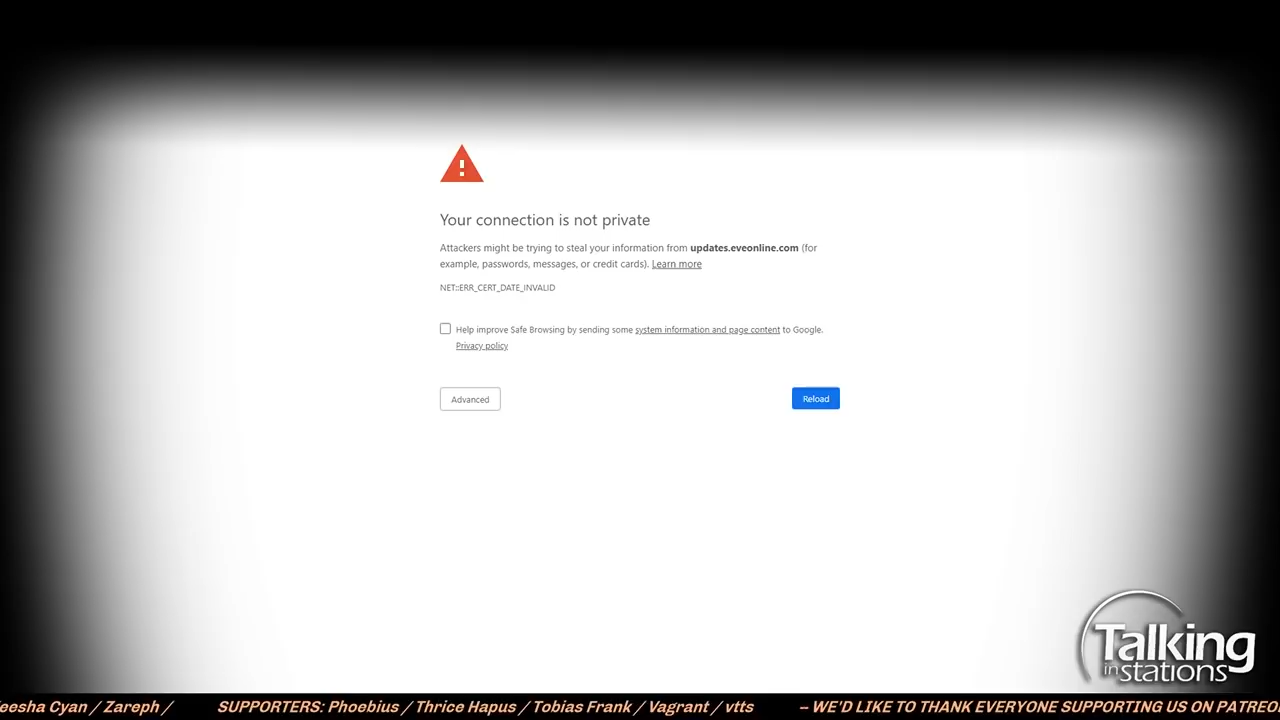 Your connection is not private
Attackers might be trying to steal your information from updates.eveonline.com (for
example, passwords, messages, or credit cards). Learn more
NET::ERR_CERT_DATE_INVALID
Help improve Safe Browsing by sending some system information and page content to Google.
Privacy policy
Advanced
Reload
Talking
in stations
eesha Cyan / Zareph / SUPPORTERS: Phoebius / Thrice Hapus / Tobias Frank / Vagrant / vtts -- WE'D LIKE TO THANK EVERYONE SUPPORTING US ON PATREO